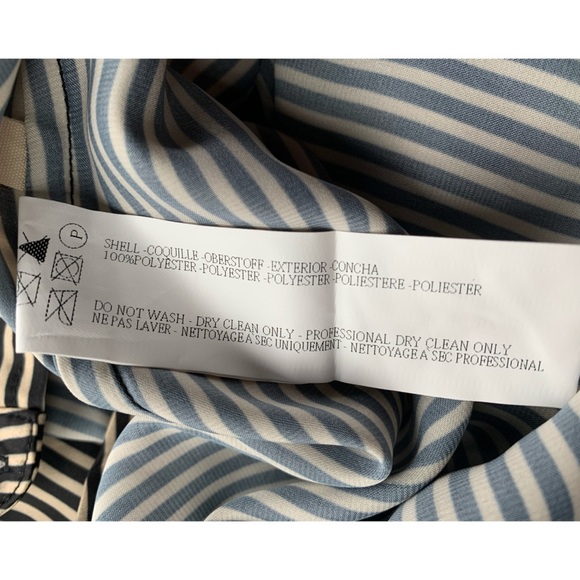 P
SHELL -COQUILLE -OBERSTOFF -EXTERIOR -CONCHA
100%POLYESTER -POLYESTER -POLYESTER -POLIESTERE -POLIESTER
DO NOT WASH - DRY CLEAN ONLY - PROFESSIONAL DRY CLEAN ONLY
NE PAS LAVER - NETTOYAGE A SEC UNIQUEMENT - NETTOYAGE A SEC PROFESSIONAL